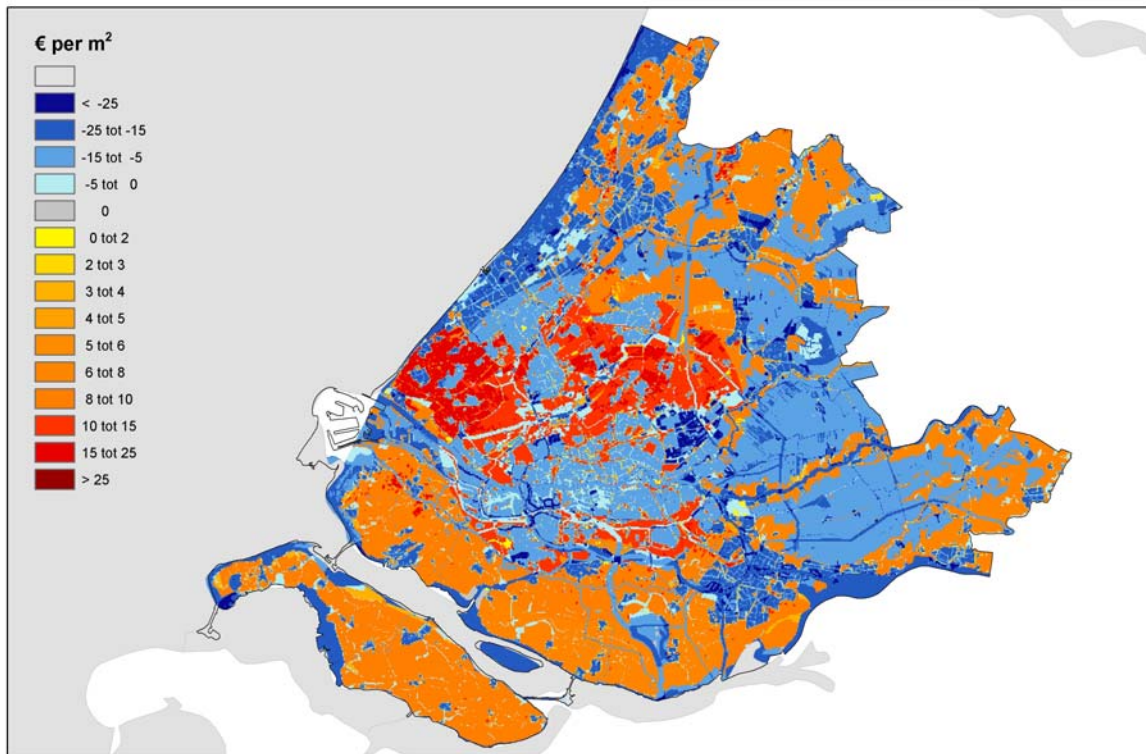 € per m²
< -25
-25 tot -15
-15 tot -5
-5 tot 0
0
0 tot 2
2 tot 3
3 tot 4
4 tot 5
5 tot 6
6 tot 8
8 tot 10
10 tot 15
15 tot 25
> 25